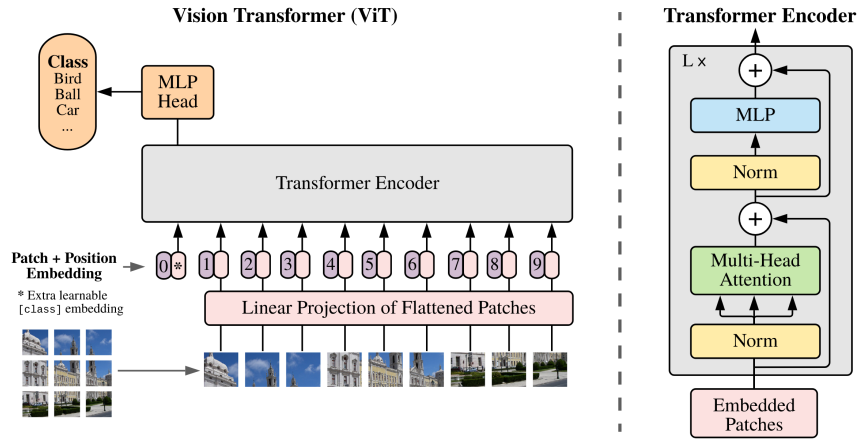 Vision Transformer (ViT)
Class
Bird
Ball
Car
...
MLP
Head
Transformer Encoder
Patch + Position
Embedding
* Extra learnable
[class] embedding
0 * 1 2 3 4 5 6 7 8 9
Linear Projection of Flattened Patches
Transformer Encoder
L x
+
MLP
Norm
+
Multi-Head
Attention
Norm
Embedded
Patches